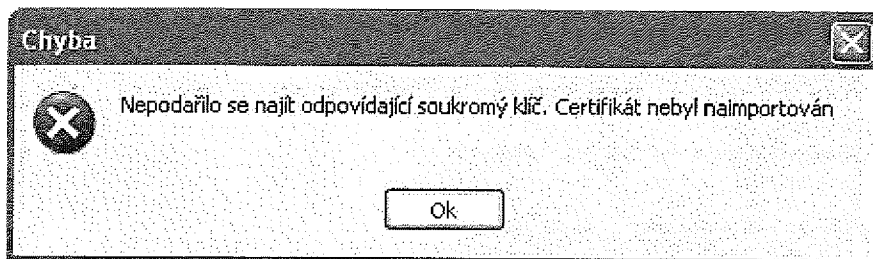 Chyba
Nepodařilo se najít odpovídající soukromý klíč. Certifikát nebyl naimportován
Ok